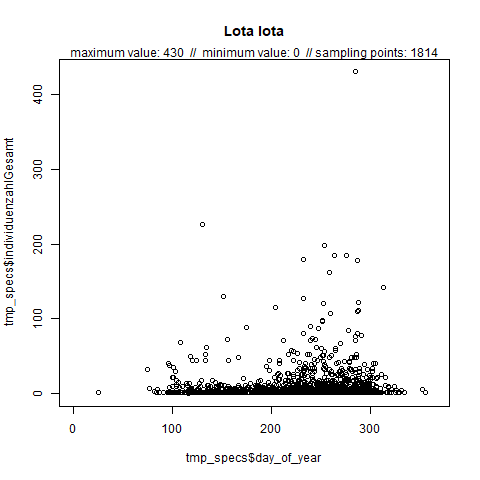 Lota lota
maximum value: 430 // minimum value: 0 // sampling points: 1814
tmp_specs$individuenzahlGesamt
400
300
200
100
0
0 100 200 300
tmp_specs$day_of_year